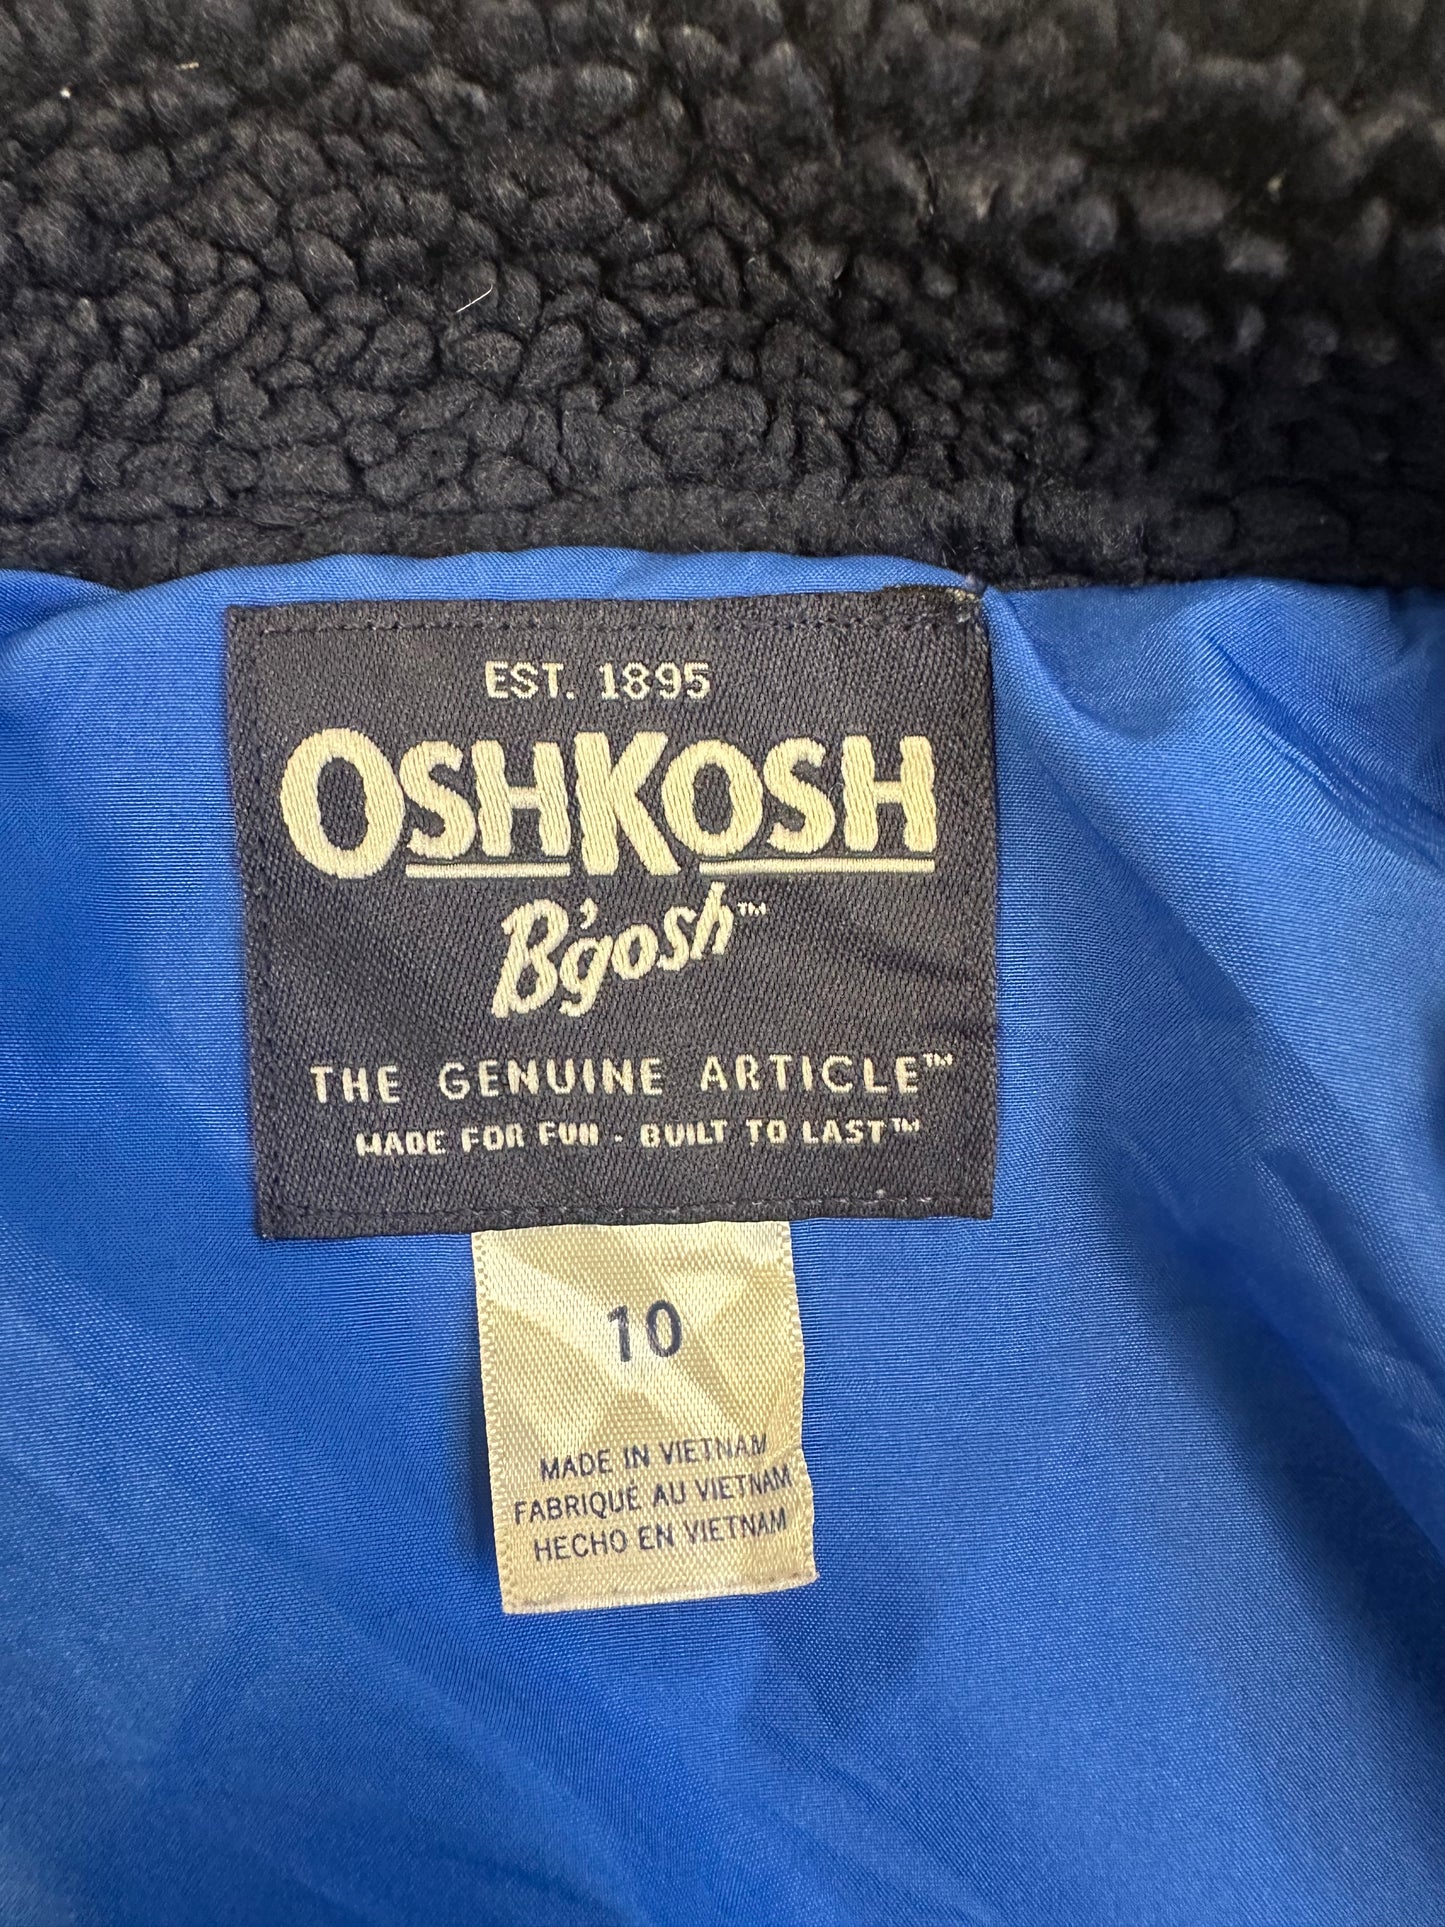 EST. 1895
OSHKOSH
B'gosh™
THE GENUINE ARTICLE™
MADE FOR FUN - BUILT TO LAST™
10
MADE IN VIETNAM
FABRIQUÉ AU VIETNAM
HECHO EN VIETNAM